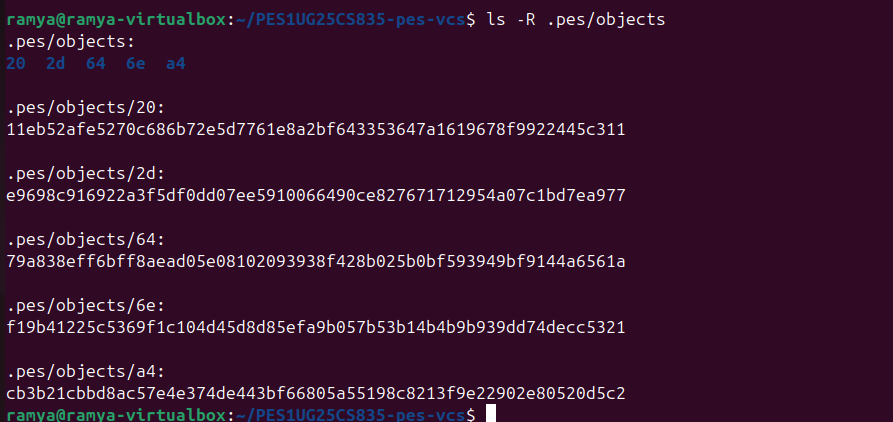 ramya@ramya-virtualbox:~/PES1UG25CS835-pes-vcs$ ls -R .pes/objects
.pes/objects:
20  2d  64  6e  a4

.pes/objects/20:
11eb52afe5270c686b72e5d7761e8a2bf643353647a1619678f9922445c311

.pes/objects/2d:
e9698c916922a3f5df0dd07ee5910066490ce827671712954a07c1bd7ea977

.pes/objects/64:
79a838eff6bff8aead05e08102093938f428b025b0bf593949bf9144a6561a

.pes/objects/6e:
f19b41225c5369f1c104d45d8d85efa9b057b53b14b4b9b939dd74decc5321

.pes/objects/a4:
cb3b21cbbd8ac57e4e374de443bf66805a55198c8213f9e22902e80520d5c2
ramya@ramya-virtualbox:~/PES1UG25CS835-pes-vcs$